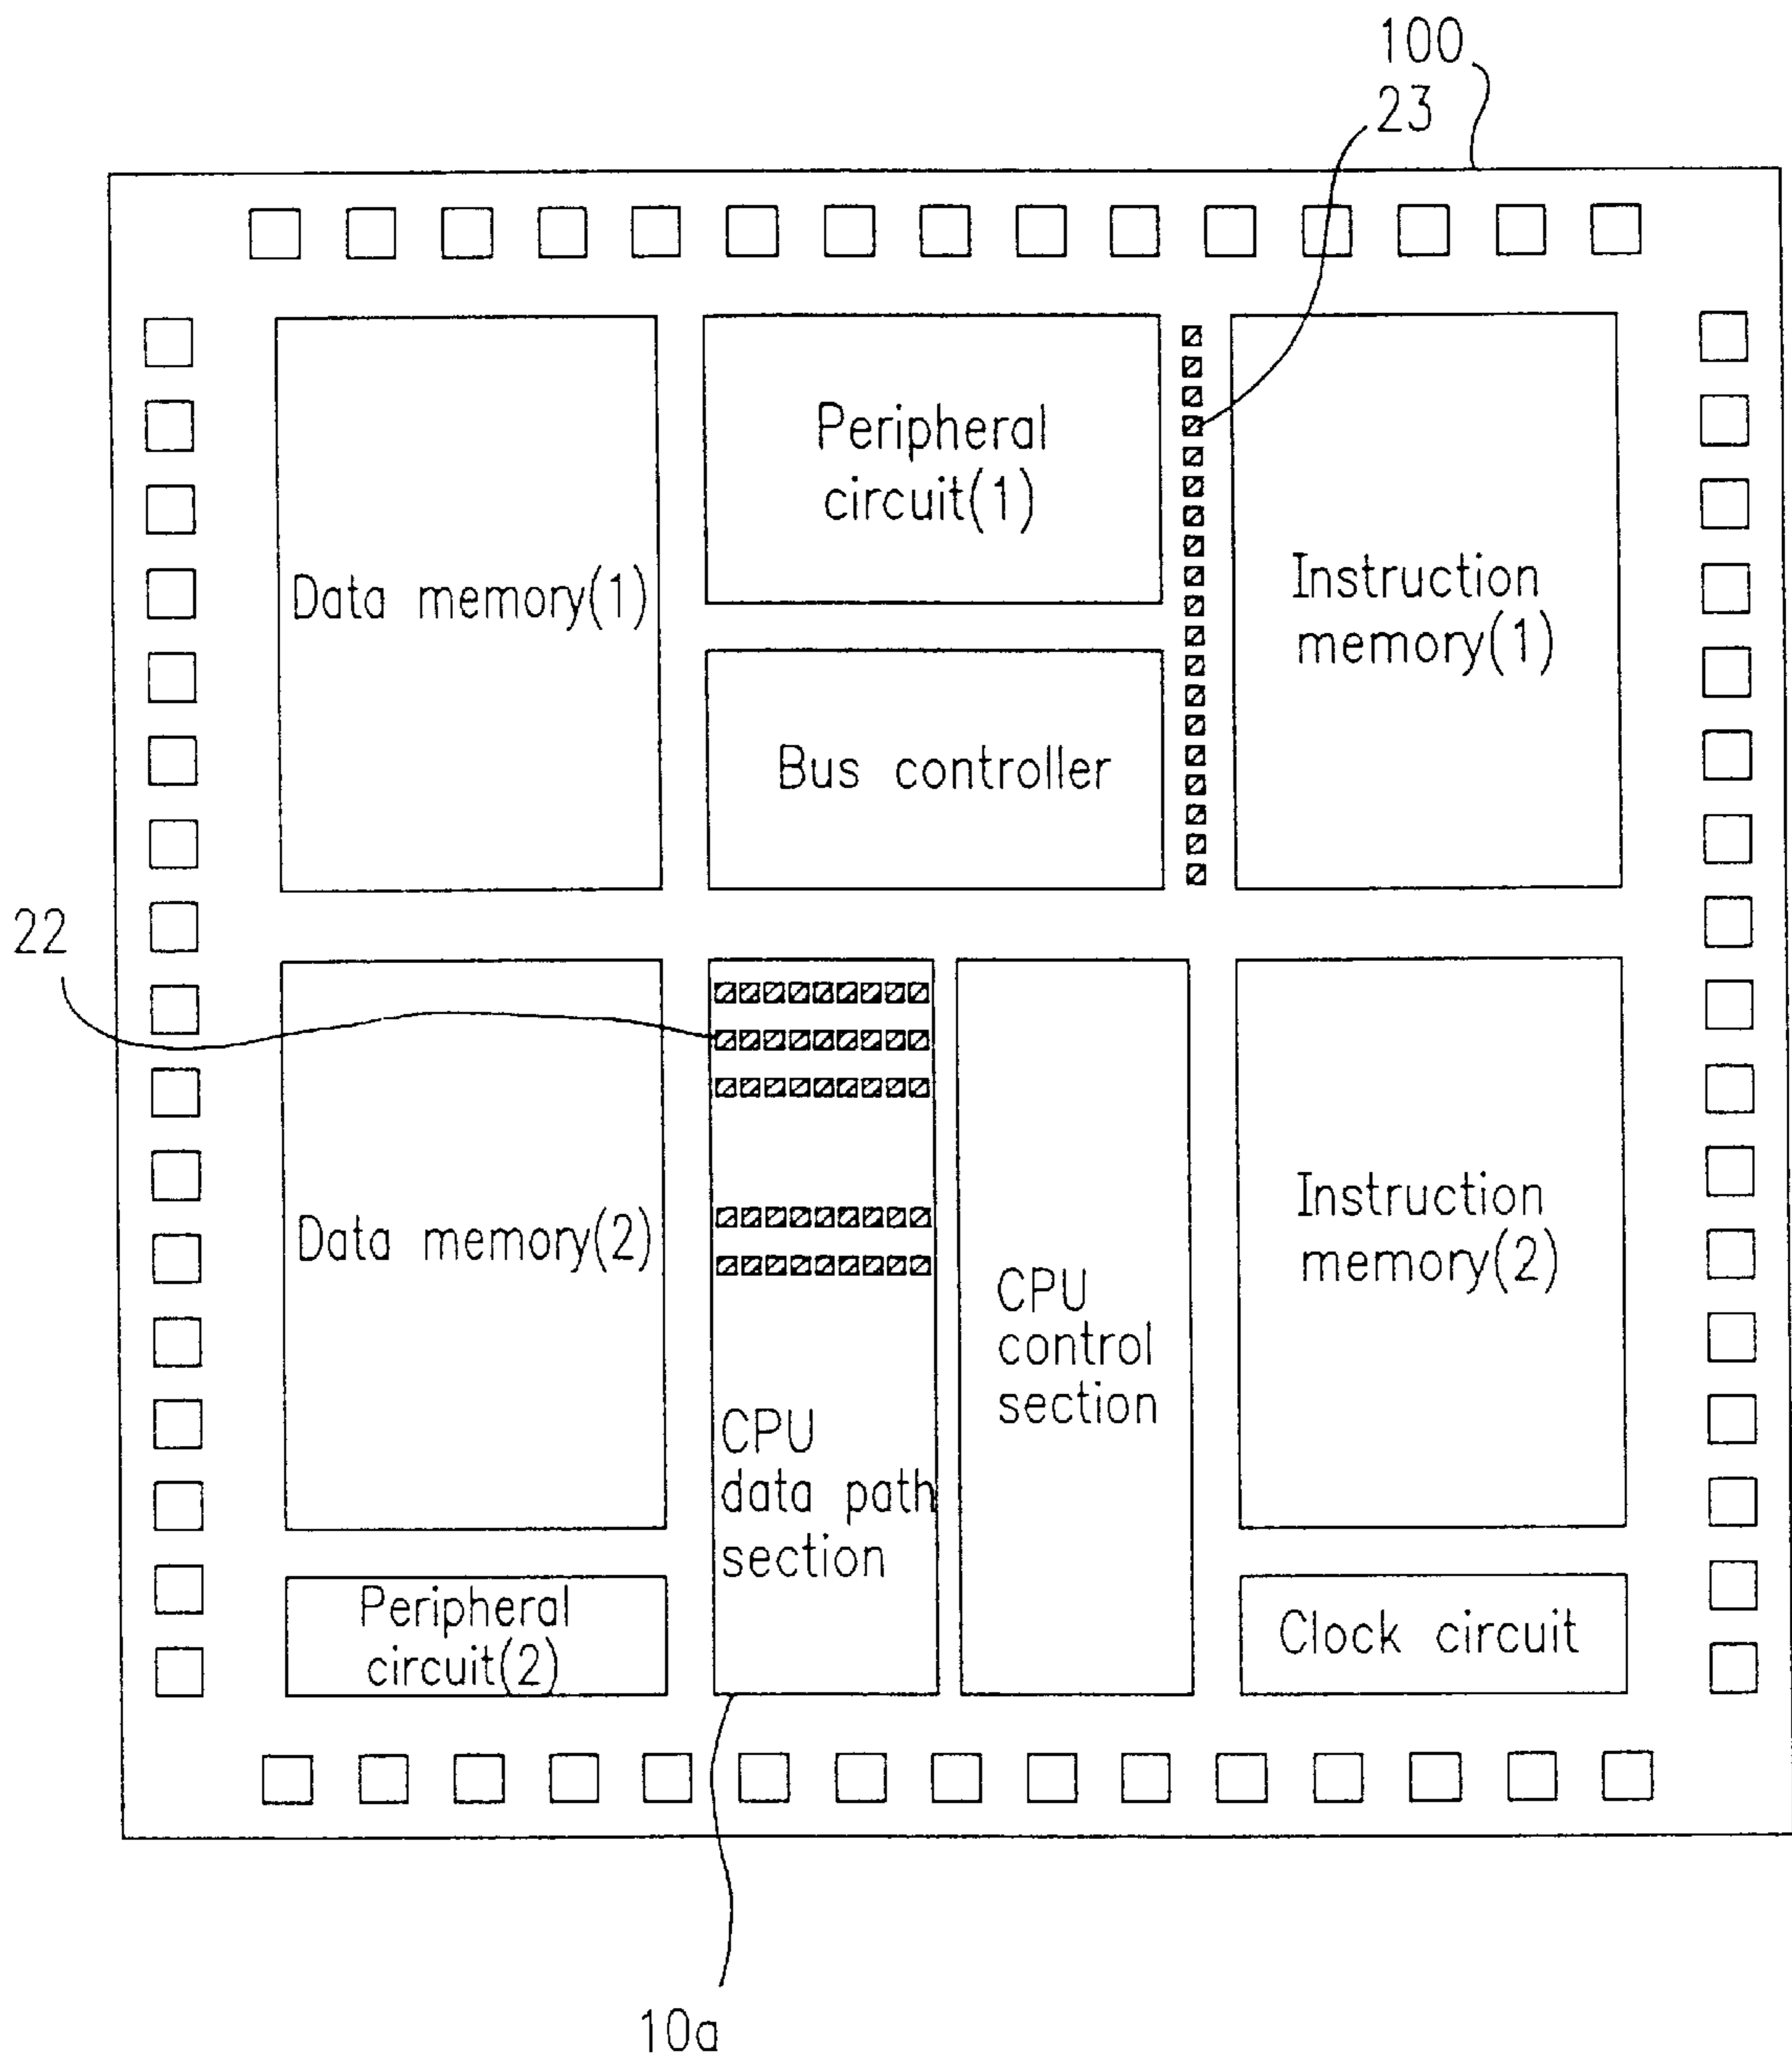 100
23
Peripheral
circuit(1)
Data memory(1)
Instruction
memory(1)
Bus controller
22
Data memory(2)
Instruction
memory(2)
CPU
control
section
CPU
data path
section
Peripheral
circuit(2)
Clock circuit
10a